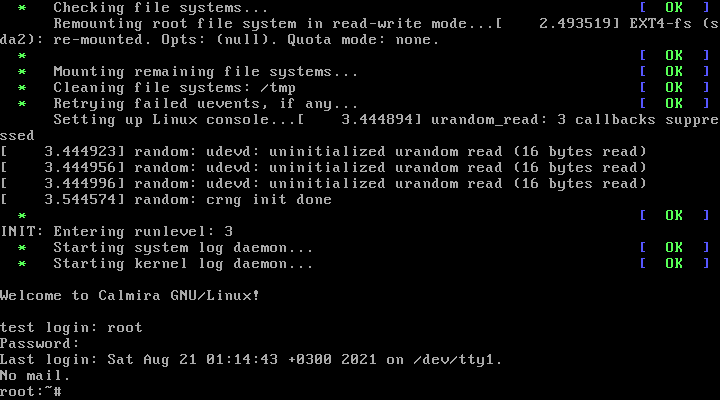 *   Checking file systems...                                              [  OK  ]
     Remounting root file system in read-write mode...[    2.493519] EXT4-fs (s
da2): re-mounted. Opts: (null). Quota mode: none.
 *                                                                         [  OK  ]
 *   Mounting remaining file systems...                                    [  OK  ]
 *   Cleaning file systems: /tmp                                           [  OK  ]
 *   Retrying failed uevents, if any...                                    [  OK  ]
     Setting up Linux console...[    3.444894] urandom_read: 3 callbacks suppre
ssed
[    3.444923] random: udevd: uninitialized urandom read (16 bytes read)
[    3.444956] random: udevd: uninitialized urandom read (16 bytes read)
[    3.444996] random: udevd: uninitialized urandom read (16 bytes read)
[    3.544574] random: crng init done
 *                                                                         [  OK  ]
INIT: Entering runlevel: 3
 *   Starting system log daemon...                                         [  OK  ]
 *   Starting kernel log daemon...                                         [  OK  ]
Welcome to Calmira GNU/Linux!
test login: root
Password:
Last login: Sat Aug 21 01:14:43 +0300 2021 on /dev/tty1.
No mail.
root:~#